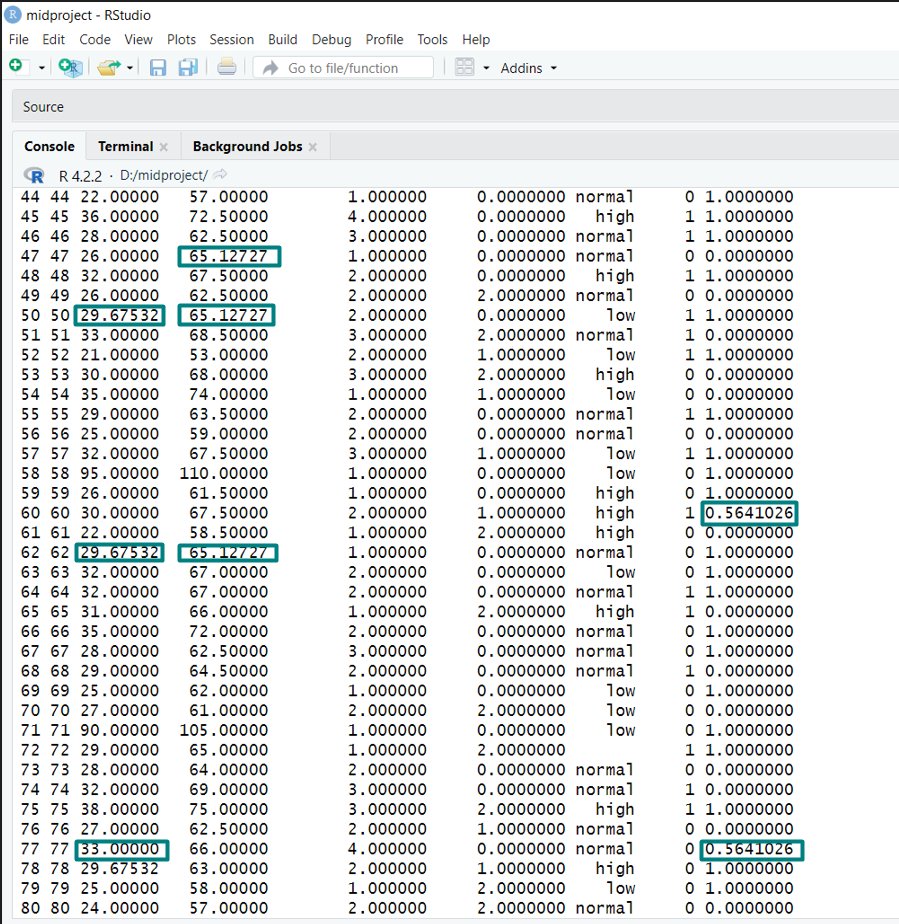 midproject - RStudio
File Edit Code View Plots Session Build Debug Profile Tools Help
Go to file/function Addins
Source
Console Terminal Background Jobs
R 4.2.2 · D:/midproject/
44 44 22.00000 57.00000 1.000000 0.0000000 normal 0 1.0000000
45 45 36.00000 72.50000 4.000000 0.0000000 high 1 1.0000000
46 46 28.00000 62.50000 3.000000 0.0000000 normal 1 1.0000000
47 47 26.00000 65.12727 1.000000 0.0000000 normal 0 0.0000000
48 48 32.00000 67.50000 2.000000 0.0000000 high 1 1.0000000
49 49 26.00000 62.50000 2.000000 2.0000000 normal 0 0.0000000
50 50 29.67532 65.12727 2.000000 0.0000000 low 1 1.0000000
51 51 33.00000 68.50000 3.000000 2.0000000 normal 1 0.0000000
52 52 21.00000 53.00000 2.000000 1.0000000 low 1 1.0000000
53 53 30.00000 68.00000 3.000000 2.0000000 high 0 0.0000000
54 54 35.00000 74.00000 1.000000 1.0000000 low 0 0.0000000
55 55 29.00000 63.50000 2.000000 0.0000000 normal 1 1.0000000
56 56 25.00000 59.00000 2.000000 0.0000000 normal 0 0.0000000
57 57 32.00000 67.50000 3.000000 1.0000000 low 1 1.0000000
58 58 95.00000 110.00000 1.000000 0.0000000 low 0 1.0000000
59 59 26.00000 61.50000 1.000000 0.0000000 high 0 1.0000000
60 60 30.00000 67.50000 2.000000 1.0000000 high 1 0.5641026
61 61 22.00000 58.50000 1.000000 2.0000000 high 0 0.0000000
62 62 29.67532 65.12727 1.000000 0.0000000 normal 0 1.0000000
63 63 32.00000 67.00000 2.000000 0.0000000 low 0 1.0000000
64 64 32.00000 67.00000 2.000000 0.0000000 normal 1 1.0000000
65 65 31.00000 66.00000 1.000000 2.0000000 high 1 0.0000000
66 66 35.00000 72.00000 2.000000 0.0000000 normal 0 1.0000000
67 67 28.00000 62.50000 3.000000 0.0000000 normal 0 1.0000000
68 68 29.00000 64.50000 2.000000 0.0000000 normal 1 0.0000000
69 69 25.00000 62.00000 1.000000 0.0000000 low 0 1.0000000
70 70 27.00000 61.00000 2.000000 2.0000000 low 0 0.0000000
71 71 90.00000 105.00000 1.000000 0.0000000 low 0 1.0000000
72 72 29.00000 65.00000 1.000000 2.0000000 1 1.0000000
73 73 28.00000 64.00000 2.000000 0.0000000 normal 0 0.0000000
74 74 32.00000 69.00000 3.000000 0.0000000 normal 1 0.0000000
75 75 38.00000 75.00000 3.000000 2.0000000 high 1 1.0000000
76 76 27.00000 62.50000 2.000000 1.0000000 normal 0 0.0000000
77 77 33.00000 66.00000 4.000000 0.0000000 normal 0 0.5641026
78 78 29.67532 63.00000 2.000000 1.0000000 high 0 1.0000000
79 79 25.00000 58.00000 1.000000 2.0000000 low 0 1.0000000
80 80 24.00000 57.00000 2.000000 2.0000000 normal 0 0.0000000